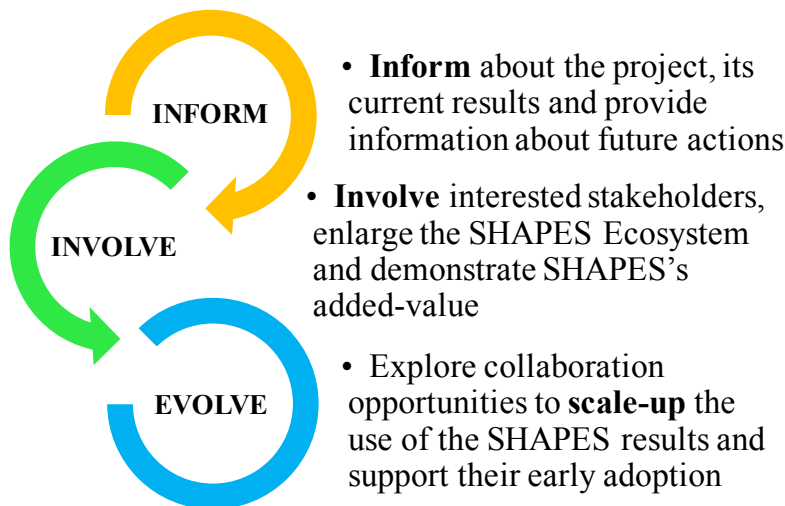 INFORM
• Inform about the project, its
current results and provide
information about future actions
INVOLVE
• Involve interested stakeholders,
enlarge the SHAPES Ecosystem
and demonstrate SHAPES’s
added-value
EVOLVE
• Explore collaboration
opportunities to scale-up the
use of the SHAPES results and
support their early adoption